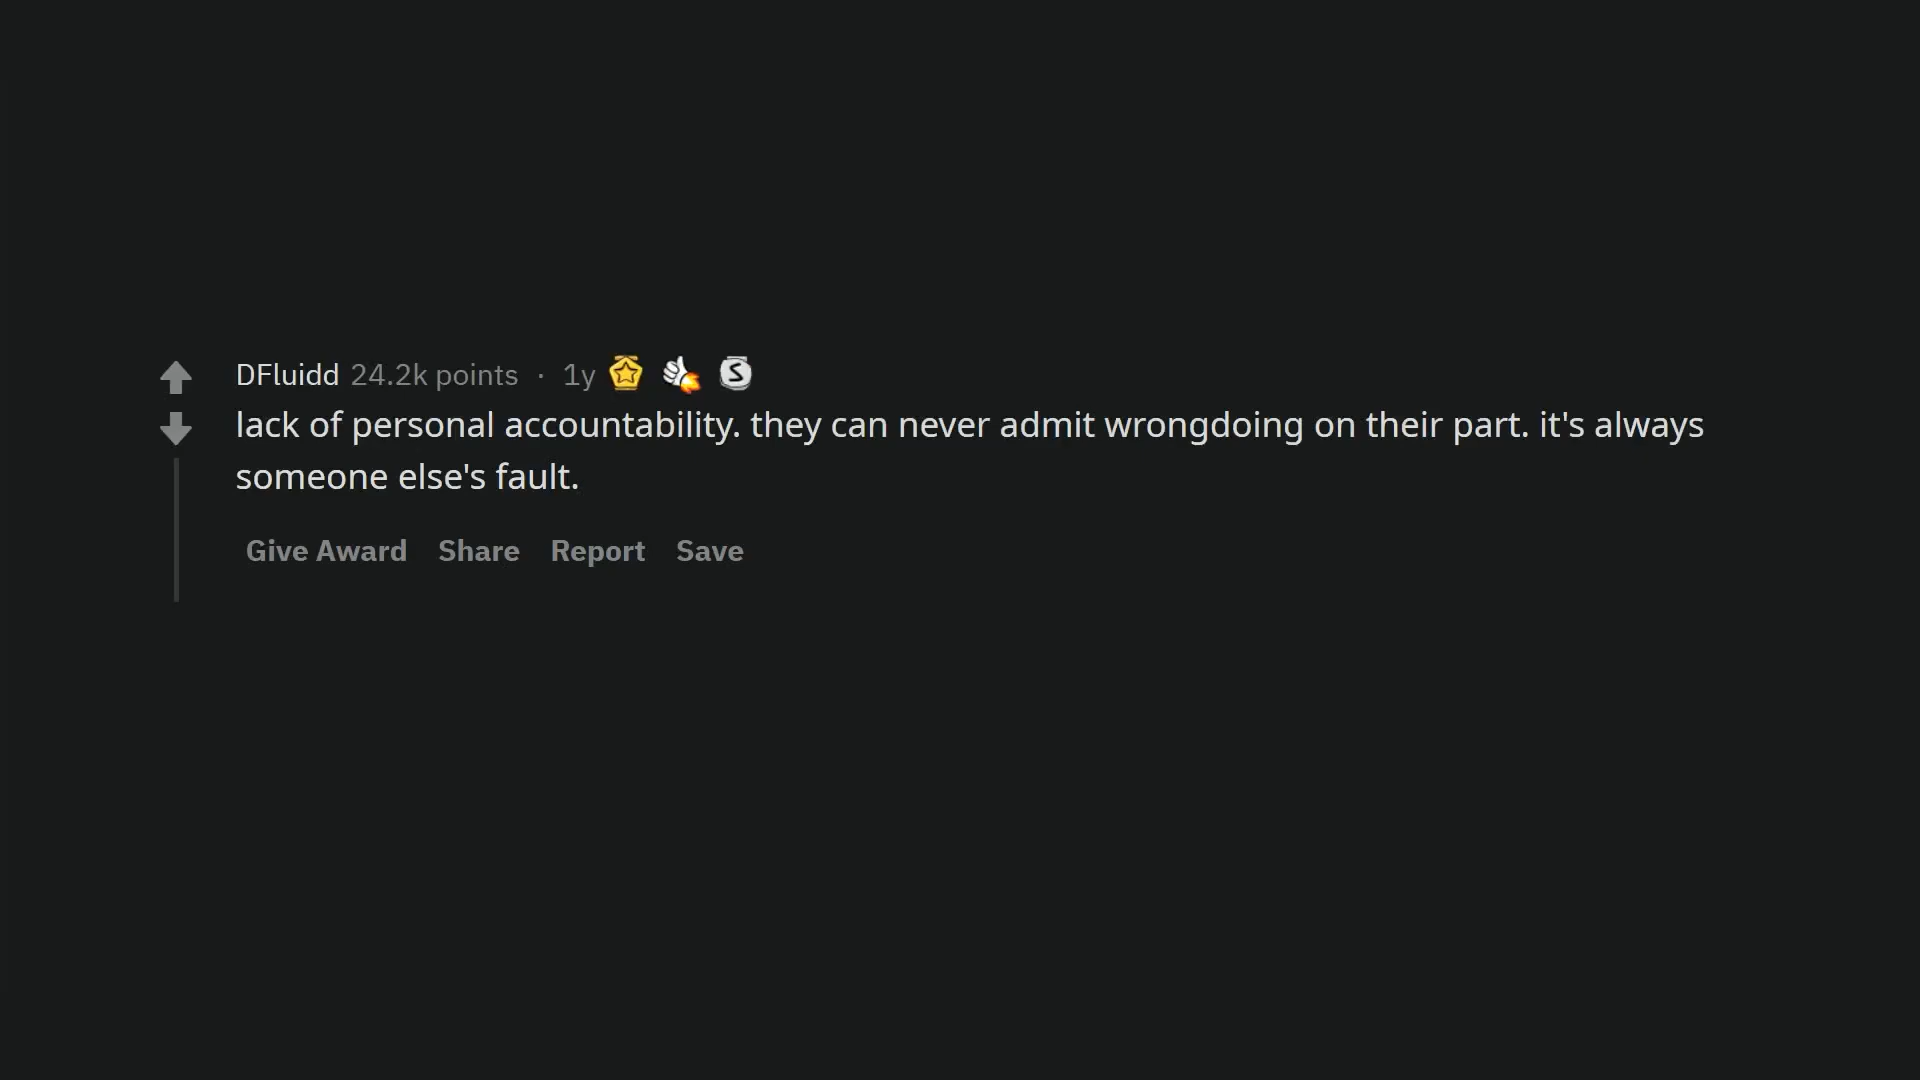 DFluidd 24.2k points · 1y
lack of personal accountability. they can never admit wrongdoing on their part. it's always
someone else's fault.
Give Award Share Report Save